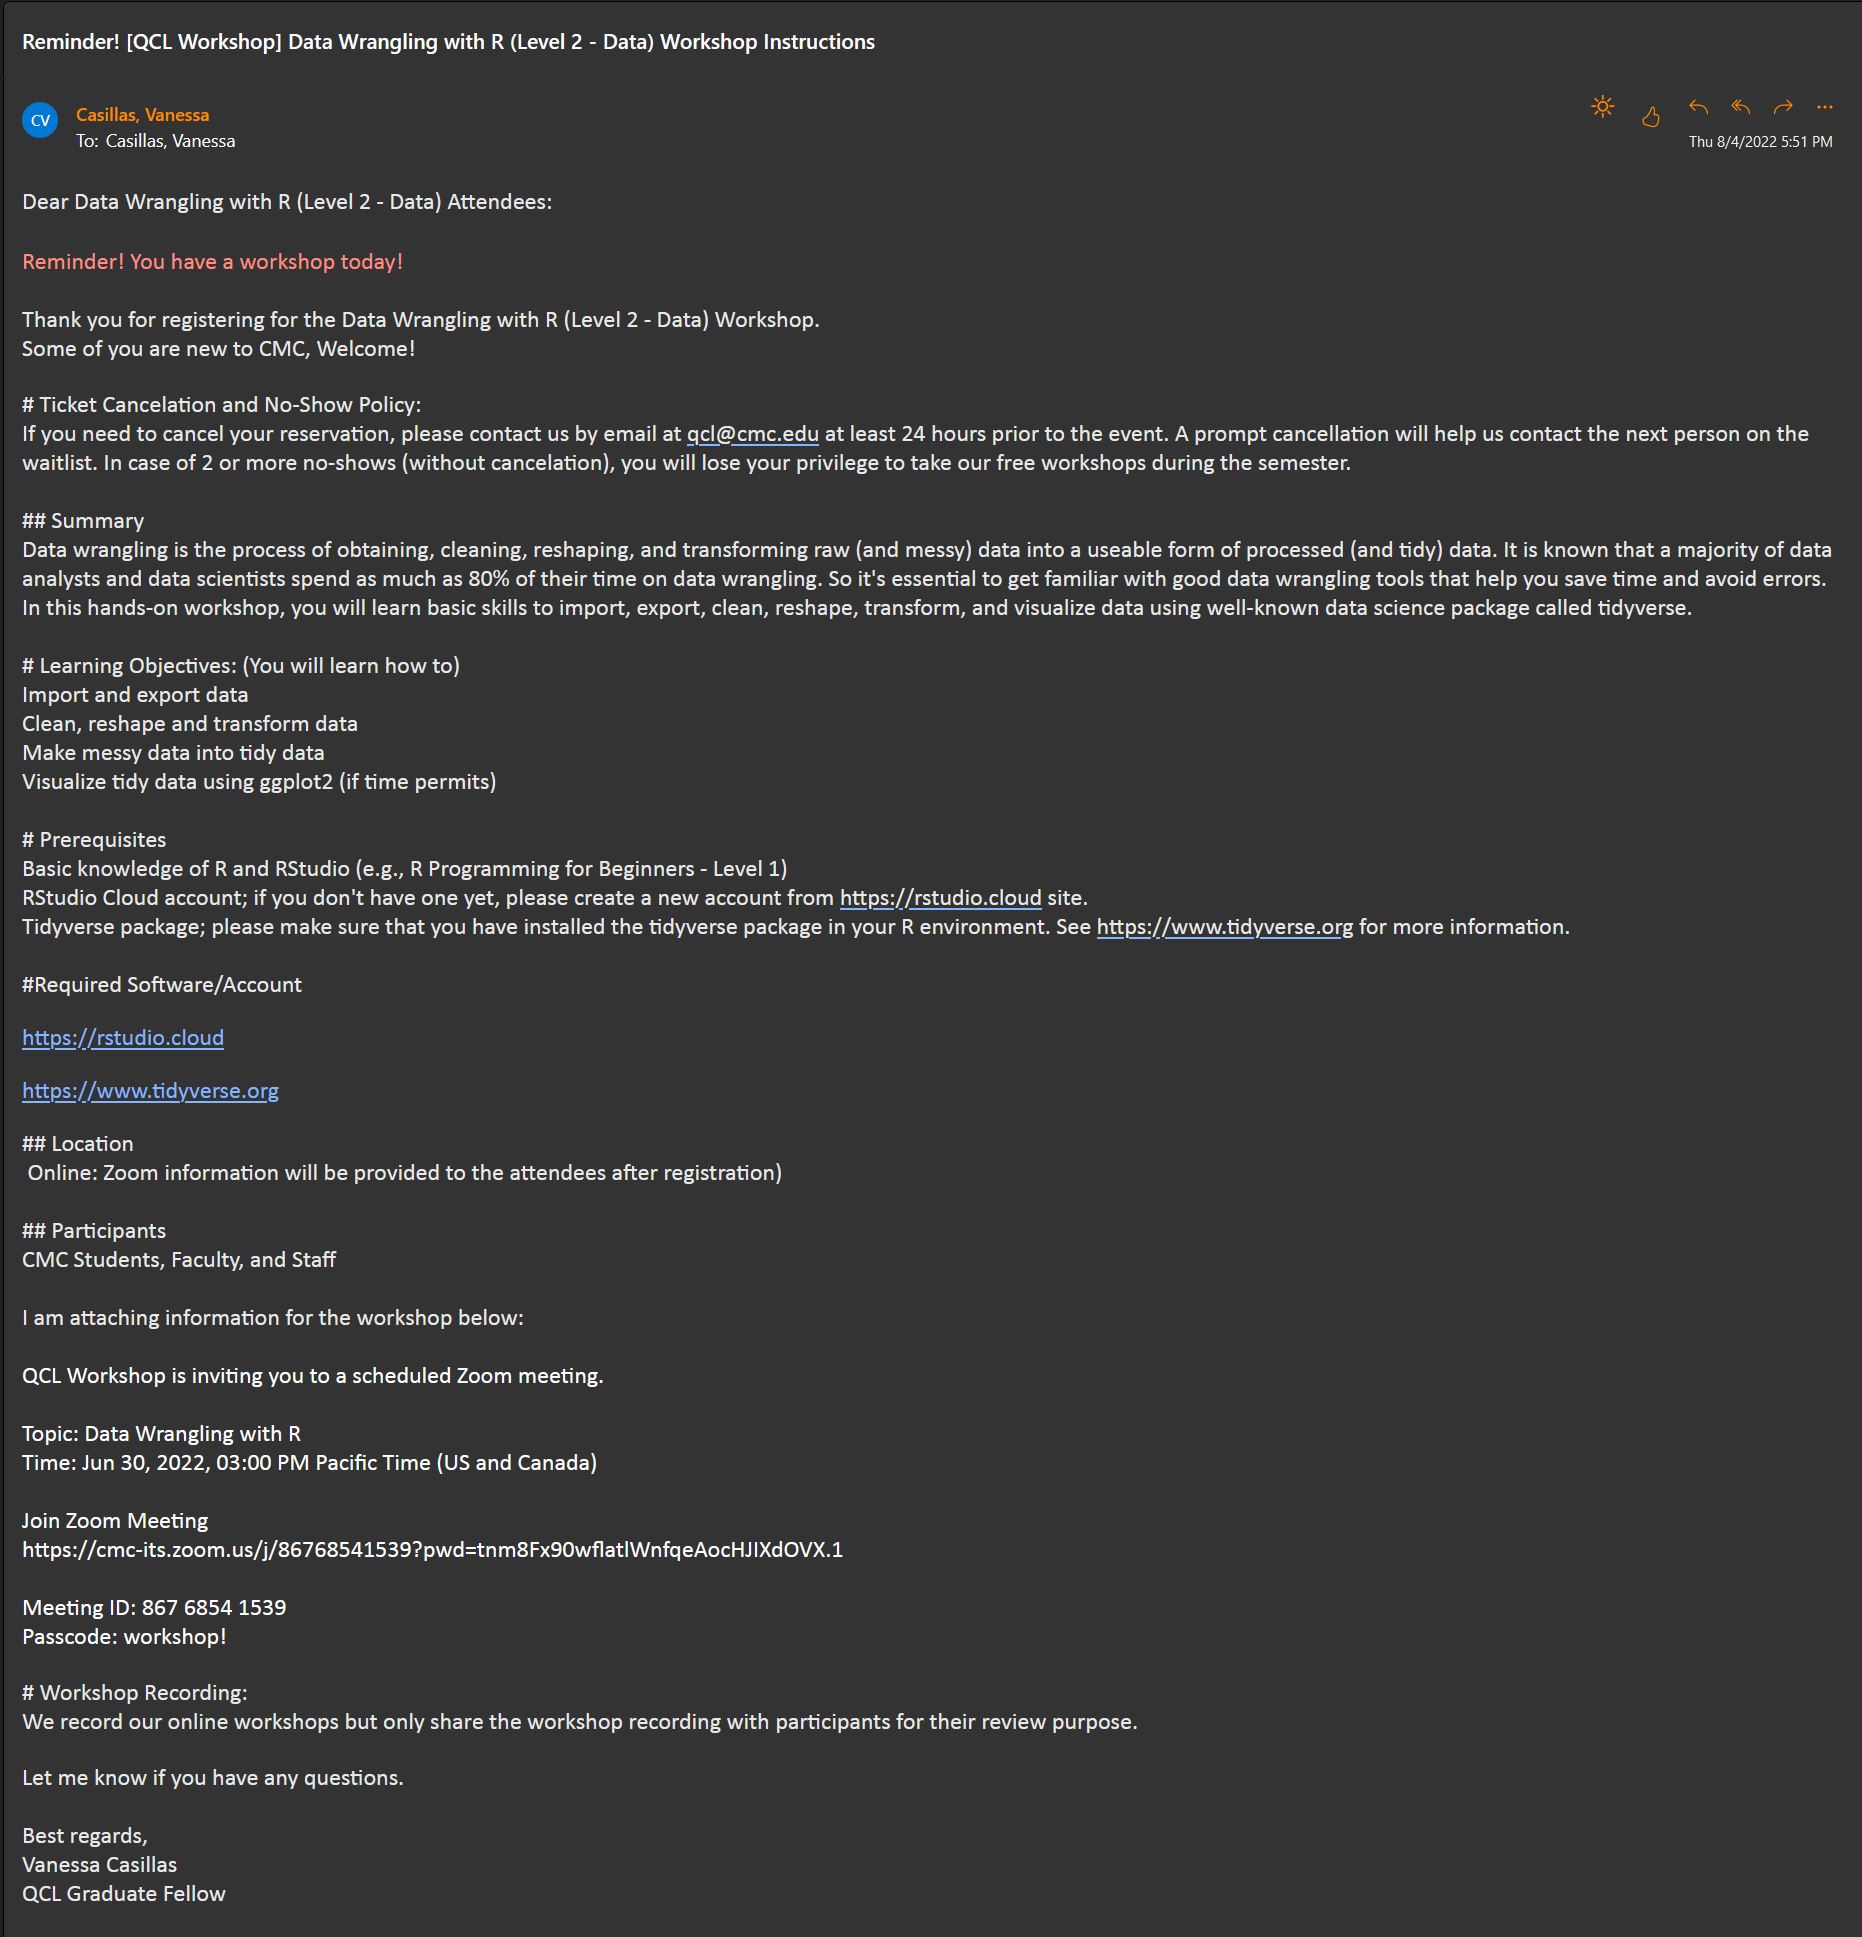 Reminder! [QCL Workshop] Data Wrangling with R (Level 2 - Data) Workshop Instructions
CV
Casillas, Vanessa
To: Casillas, Vanessa
Thu 8/4/2022 5:51 PM
Dear Data Wrangling with R (Level 2 - Data) Attendees:
Reminder! You have a workshop today!
Thank you for registering for the Data Wrangling with R (Level 2 - Data) Workshop.
Some of you are new to CMC, Welcome!
# Ticket Cancelation and No-Show Policy:
If you need to cancel your reservation, please contact us by email at qcl@cmc.edu at least 24 hours prior to the event. A prompt cancellation will help us contact the next person on the
waitlist. In case of 2 or more no-shows (without cancelation), you will lose your privilege to take our free workshops during the semester.
## Summary
Data wrangling is the process of obtaining, cleaning, reshaping, and transforming raw (and messy) data into a useable form of processed (and tidy) data. It is known that a majority of data
analysts and data scientists spend as much as 80% of their time on data wrangling. So it's essential to get familiar with good data wrangling tools that help you save time and avoid errors.
In this hands-on workshop, you will learn basic skills to import, export, clean, reshape, transform, and visualize data using well-known data science package called tidyverse.
# Learning Objectives: (You will learn how to)
Import and export data
Clean, reshape and transform data
Make messy data into tidy data
Visualize tidy data using ggplot2 (if time permits)
# Prerequisites
Basic knowledge of R and RStudio (e.g., R Programming for Beginners - Level 1)
RStudio Cloud account; if you don't have one yet, please create a new account from https://rstudio.cloud site.
Tidyverse package; please make sure that you have installed the tidyverse package in your R environment. See https://www.tidyverse.org for more information.
#Required Software/Account
https://rstudio.cloud
https://www.tidyverse.org
## Location
Online: Zoom information will be provided to the attendees after registration)
## Participants
CMC Students, Faculty, and Staff
I am attaching information for the workshop below:
QCL Workshop is inviting you to a scheduled Zoom meeting.
Topic: Data Wrangling with R
Time: Jun 30, 2022, 03:00 PM Pacific Time (US and Canada)
Join Zoom Meeting
https://cmc-its.zoom.us/j/86768541539?pwd=tnm8Fx90wflatlWnfqeAocHJIXdOVX.1
Meeting ID: 867 6854 1539
Passcode: workshop!
# Workshop Recording:
We record our online workshops but only share the workshop recording with participants for their review purpose.
Let me know if you have any questions.
Best regards,
Vanessa Casillas
QCL Graduate Fellow